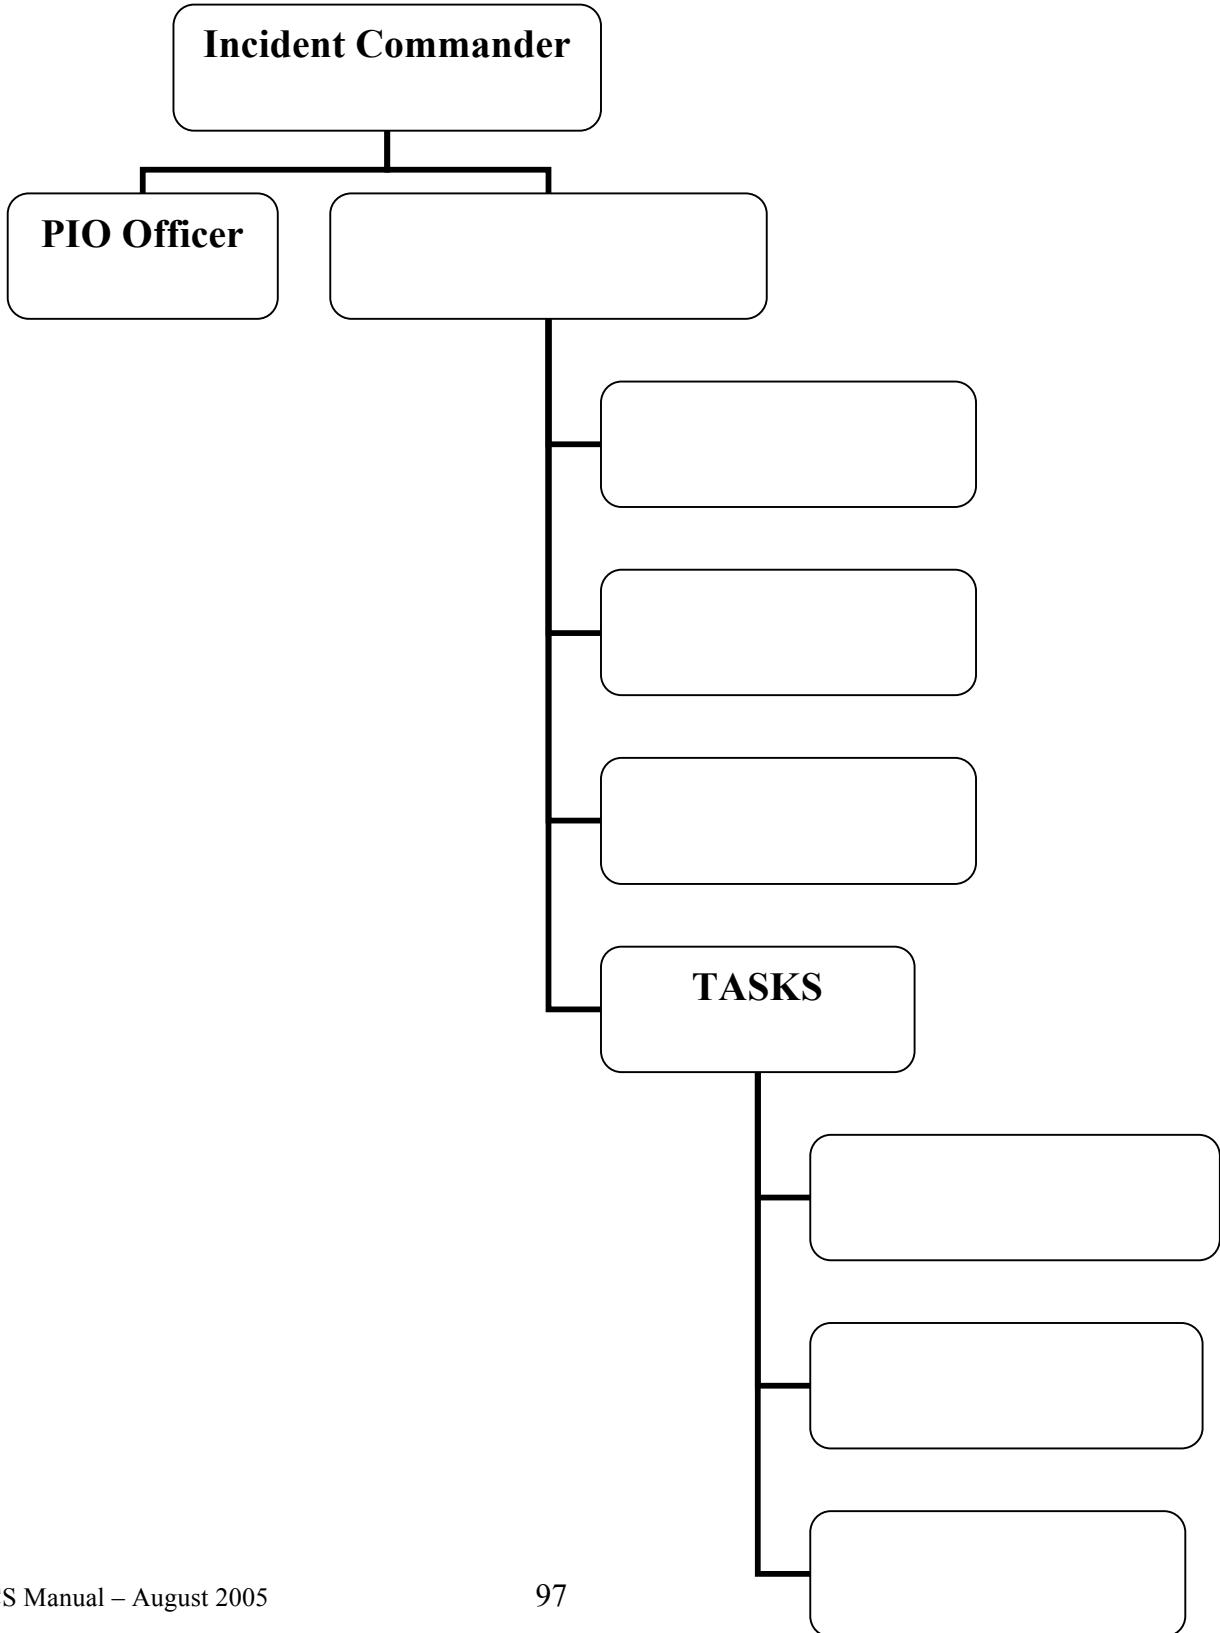 Incident Commander
PIO Officer
TASKS
S Manual – August 2005 97